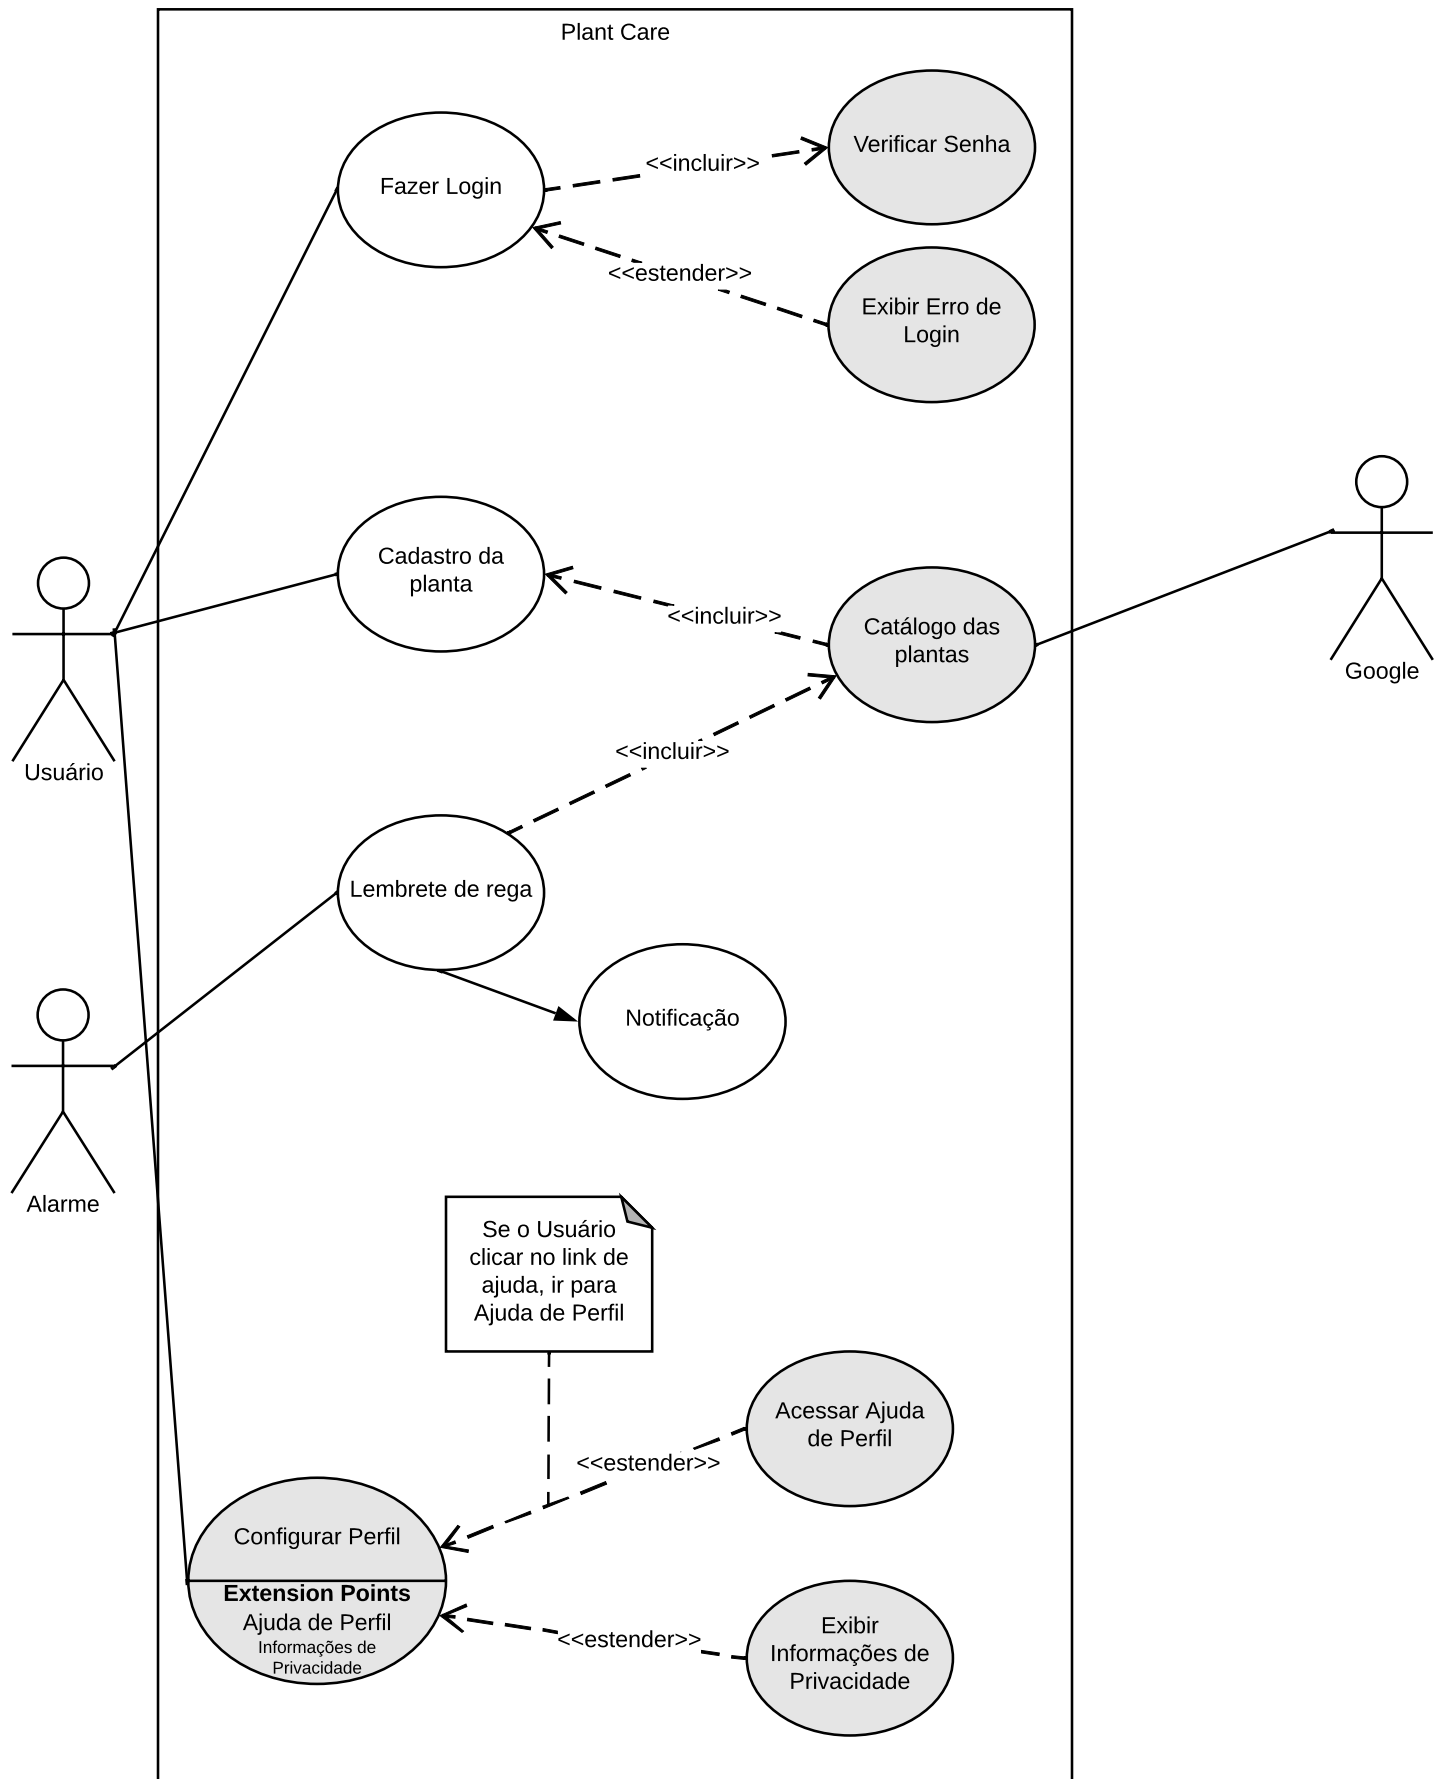 Plant Care
Verificar Senha
<<incluir>>
Fazer Login
<<estender>>
Exibir Erro de
Login
Cadastro da
planta
<<incluir>>
Catálogo das
plantas
Google
Usuário
<<incluir>>
Lembrete de rega
Notificação
Alarme
Se o Usuário
clicar no link de
ajuda, ir para
Ajuda de Perfil
Acessar Ajuda
de Perfil
<<estender>>
Configurar Perfil
Extension Points
Ajuda de Perfil
Informações de
Privacidade
<<estender>>
Exibir
Informações de
Privacidade